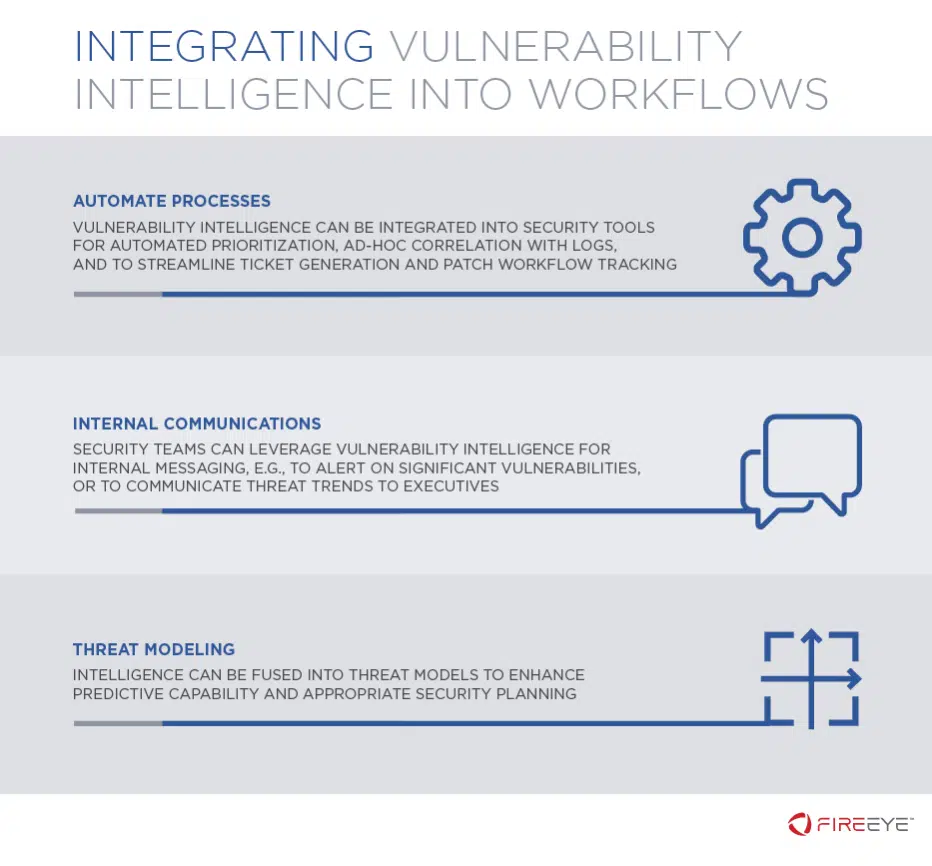 INTEGRATING VULNERABILITY
INTELLIGENCE INTO WORKFLOWS
AUTOMATE PROCESSES
VULNERABILITY INTELLIGENCE CAN BE INTEGRATED INTO SECURITY TOOLS
FOR AUTOMATED PRIORITIZATION, AD-HOC CORRELATION WITH LOGS,
AND TO STREAMLINE TICKET GENERATION AND PATCH WORKFLOW TRACKING
INTERNAL COMMUNICATIONS
SECURITY TEAMS CAN LEVERAGE VULNERABILITY INTELLIGENCE FOR
INTERNAL MESSAGING, E.G., TO ALERT ON SIGNIFICANT VULNERABILITIES,
OR TO COMMUNICATE THREAT TRENDS TO EXECUTIVES
THREAT MODELING
INTELLIGENCE CAN BE FUSED INTO THREAT MODELS TO ENHANCE
PREDICTIVE CAPABILITY AND APPROPRIATE SECURITY PLANNING
FIREEYE™